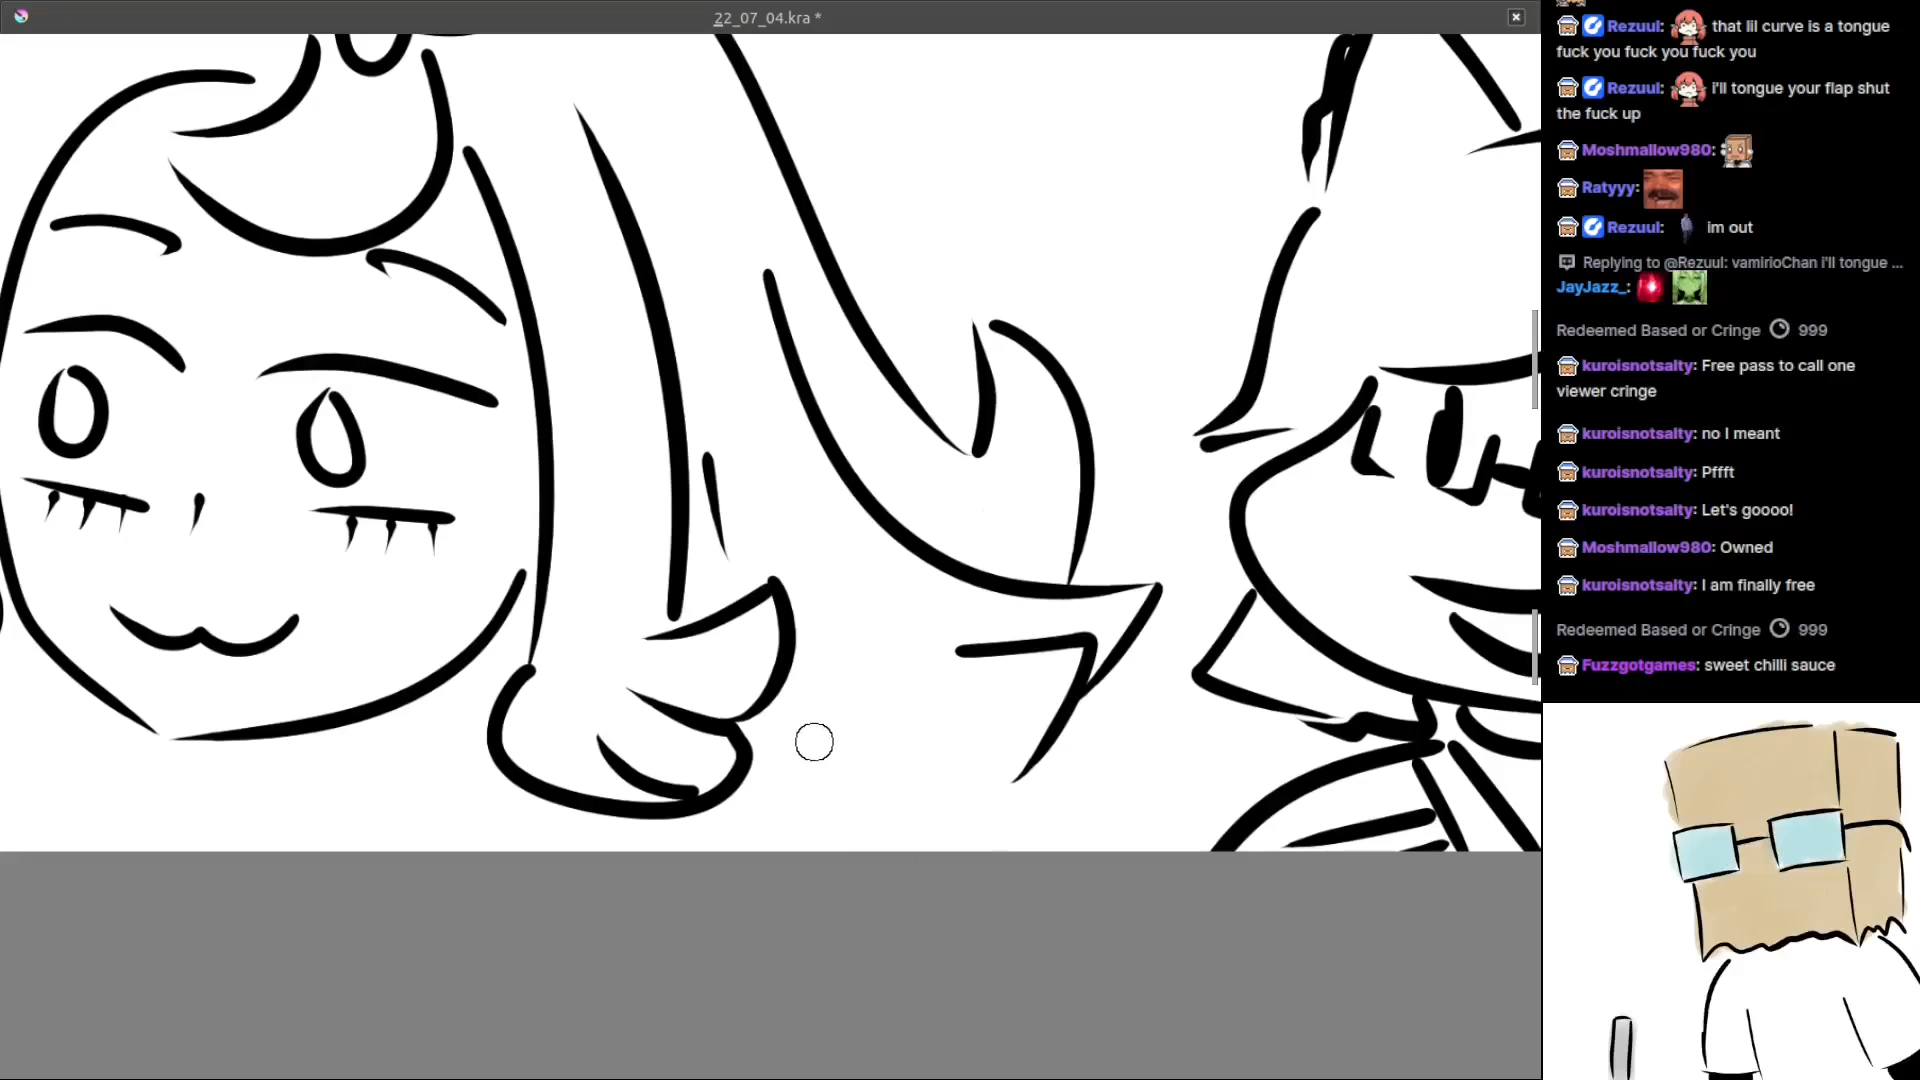 22_07_04.kra *
Rezuul: that lil curve is a tongue
fuck you fuck you fuck you
Rezuul: i'll tongue your flap shut
the fuck up
Moshmallow980:
Ratyyy:
Rezuul: im out
Replying to @Rezuul: vamirioChan i'll tongue ...
JayJazz_:
Redeemed Based or Cringe 999
kuroisnotsalty: Free pass to call one
viewer cringe
kuroisnotsalty: no I meant
kuroisnotsalty: Pffft
kuroisnotsalty: Let's goooo!
Moshmallow980: Owned
kuroisnotsalty: I am finally free
Redeemed Based or Cringe 999
Fuzzgotgames: sweet chilli sauce